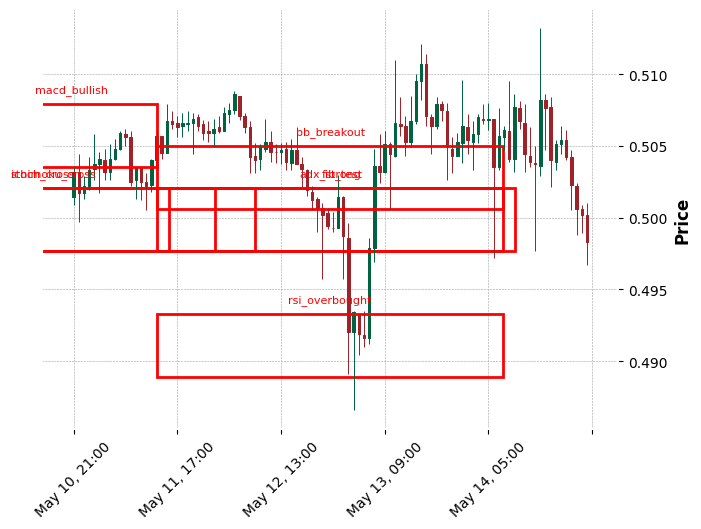 macd_bullish
bb_breakout
rsi_overbought
0.510
0.505
0.500
0.495
0.490
Price
May 10, 21:00
May 11, 17:00
May 12, 13:00
May 13, 09:00
May 14, 05:00